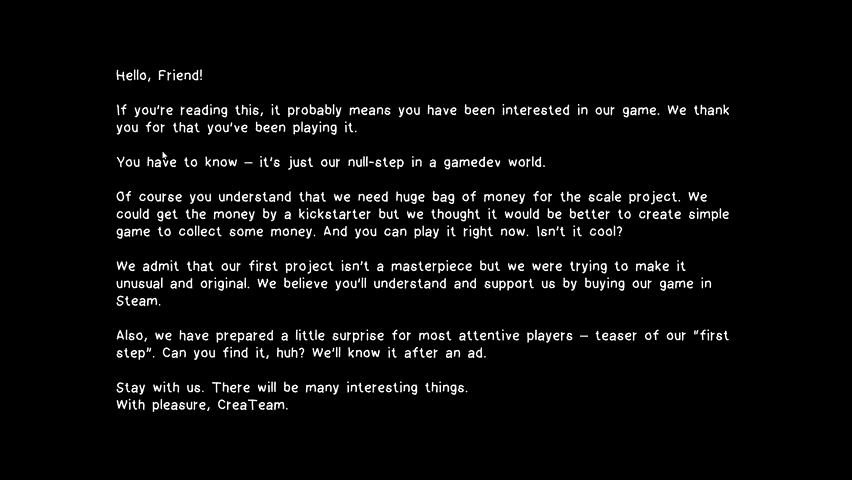 Hello, Friend!
If you're reading this, it probably means you have been interested in our game. We thank
you for that you've been playing it.
You have to know – it's just our null-step in a gamedev world.
Of course you understand that we need huge bag of money for the scale project. We
could get the money by a kickstarter but we thought it would be better to create simple
game to collect some money. And you can play it right now. Isn't it cool?
We admit that our first project isn't a masterpiece but we were trying to make it
unusual and original. We believe you'll understand and support us by buying our game in
Steam.
Also, we have prepared a little surprise for most attentive players – teaser of our "first
step". Can you find it, huh? We'll know it after an ad.
Stay with us. There will be many interesting things.
With pleasure, CreaTeam.